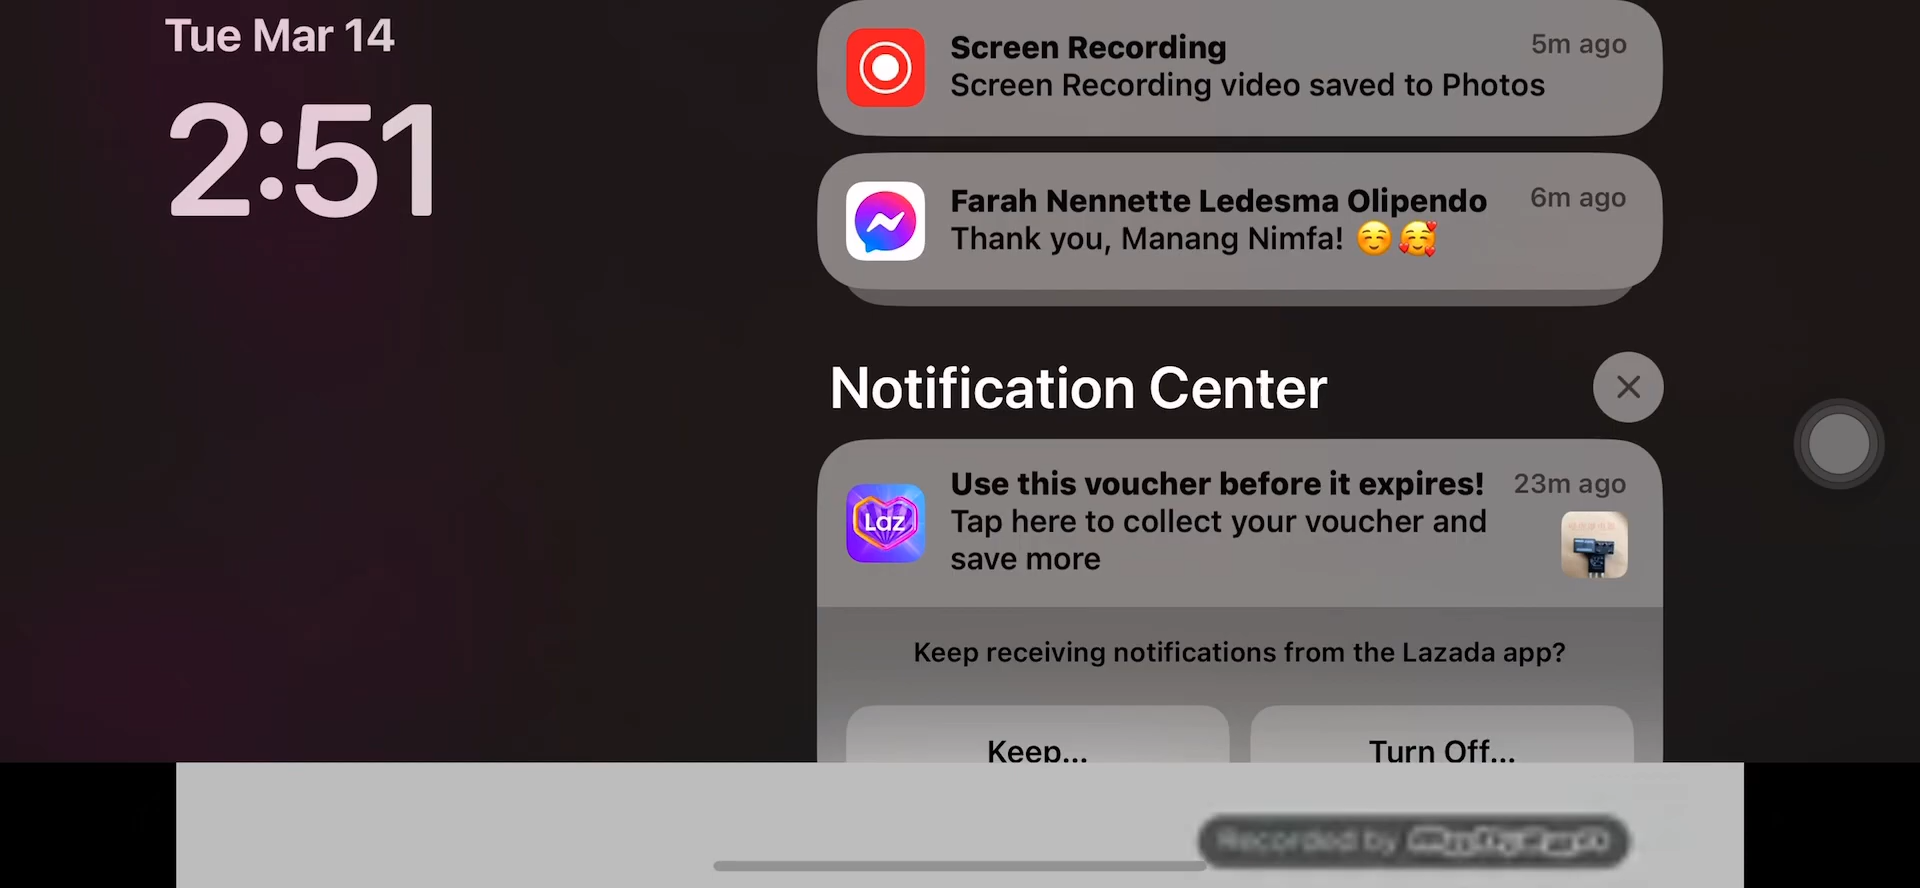 Tue Mar 14
2:51
Screen Recording
5m ago
Screen Recording video saved to Photos
Farah Nennette Ledesma Olipendo
6m ago
Thank you, Manang Nimfa! ☺️🥰
Notification Center
Use this voucher before it expires!
23m ago
Laz
Tap here to collect your voucher and
save more
Keep receiving notifications from the Lazada app?
Keep...
Turn Off...
Recorded by